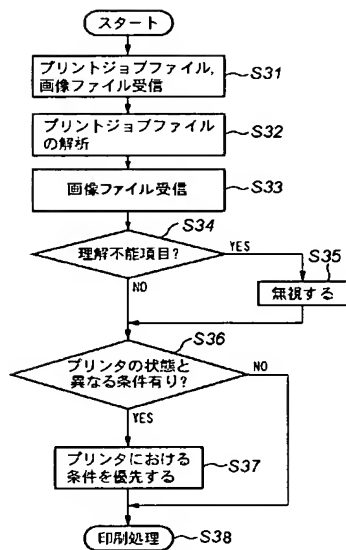 スタート
プリントジョブファイル,
画像ファイル受信
S31
プリントジョブファイル
の解析
S32
画像ファイル受信
S33
S34
理解不能項目?
YES
S35
無視する
NO
S36
プリンタの状態と
異なる条件有り?
NO
YES
プリンタにおける
条件を優先する
S37
印刷処理
S38